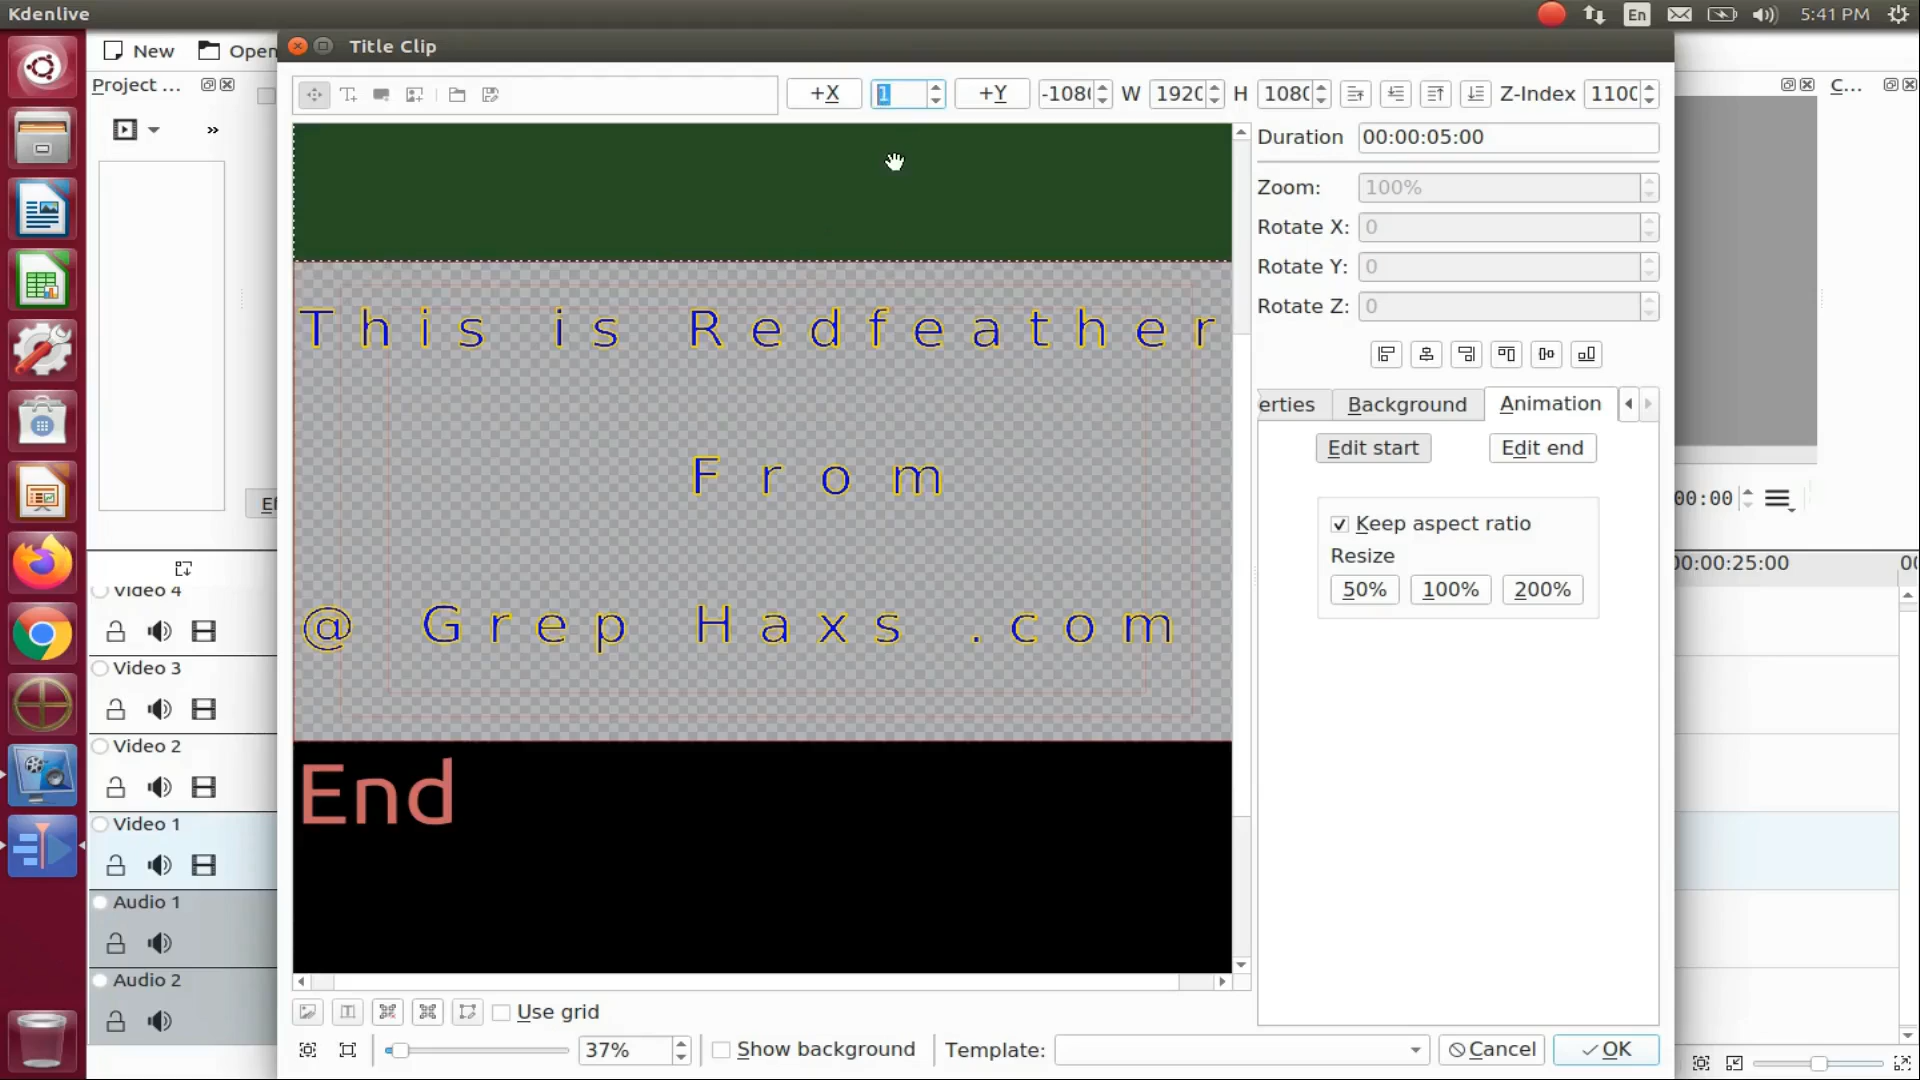 Kdenlive
En
5:41 PM
New
Open
Title Clip
Project ...
C...
+X
1
+Y
-108
W
1920
H
1080
Z-Index
1100
Duration
00:00:05:00
Zoom:
100%
Rotate X:
0
Rotate Y:
0
Rotate Z:
0
erties
Background
Animation
Edit start
Edit end
Keep aspect ratio
Resize
50%
100%
200%
This is Redfeather
From
@ Grep Haxs .com
End
Ef
00:00
00:00:25:00
00
Video 4
Video 3
Video 2
Video 1
Audio 1
Audio 2
Use grid
37%
Show background
Template:
Cancel
OK